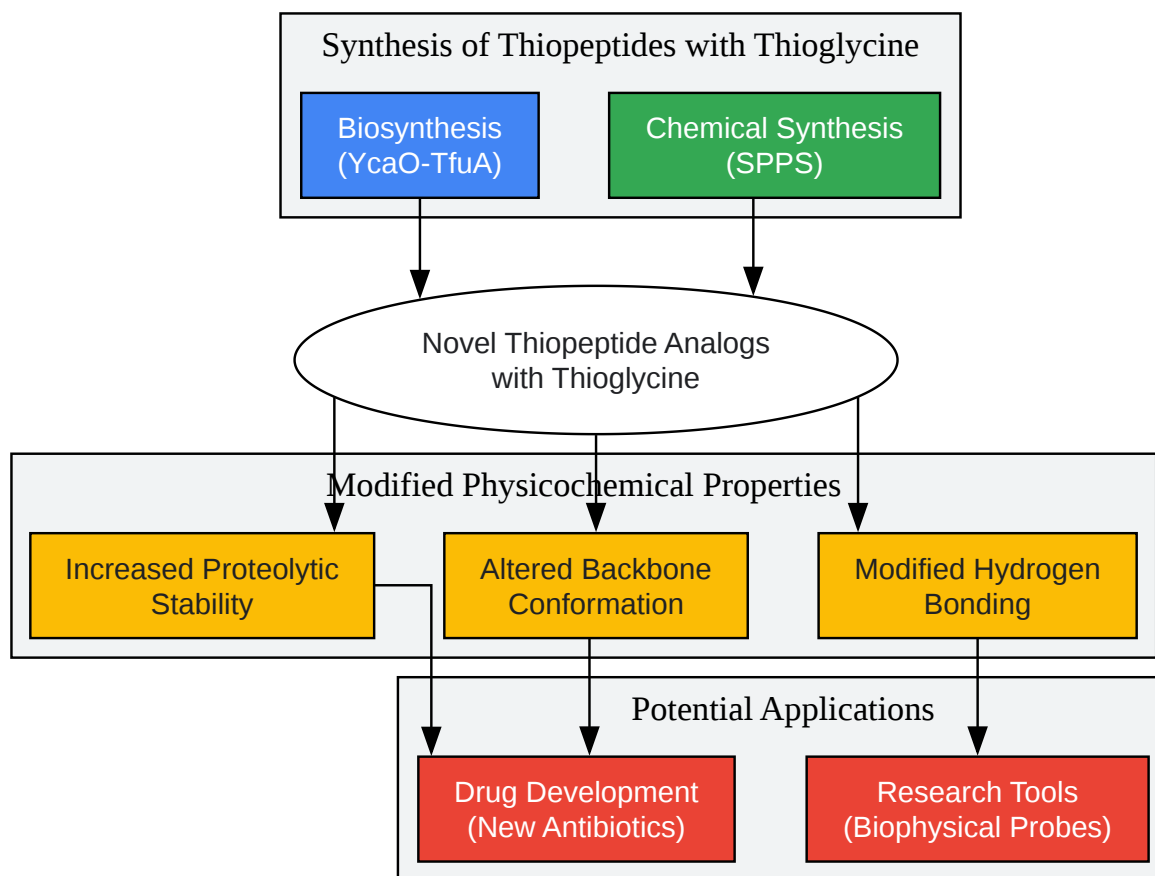 Synthesis of Thiopeptides with Thioglycine
Biosynthesis
(YcaO-TfuA)
Chemical Synthesis
(SPPS)
Novel Thiopeptide Analogs
with Thioglycine
Modified Physicochemical Properties
Increased Proteolytic
Stability
Altered Backbone
Conformation
Modified Hydrogen
Bonding
Potential Applications
Drug Development
(New Antibiotics)
Research Tools
(Biophysical Probes)